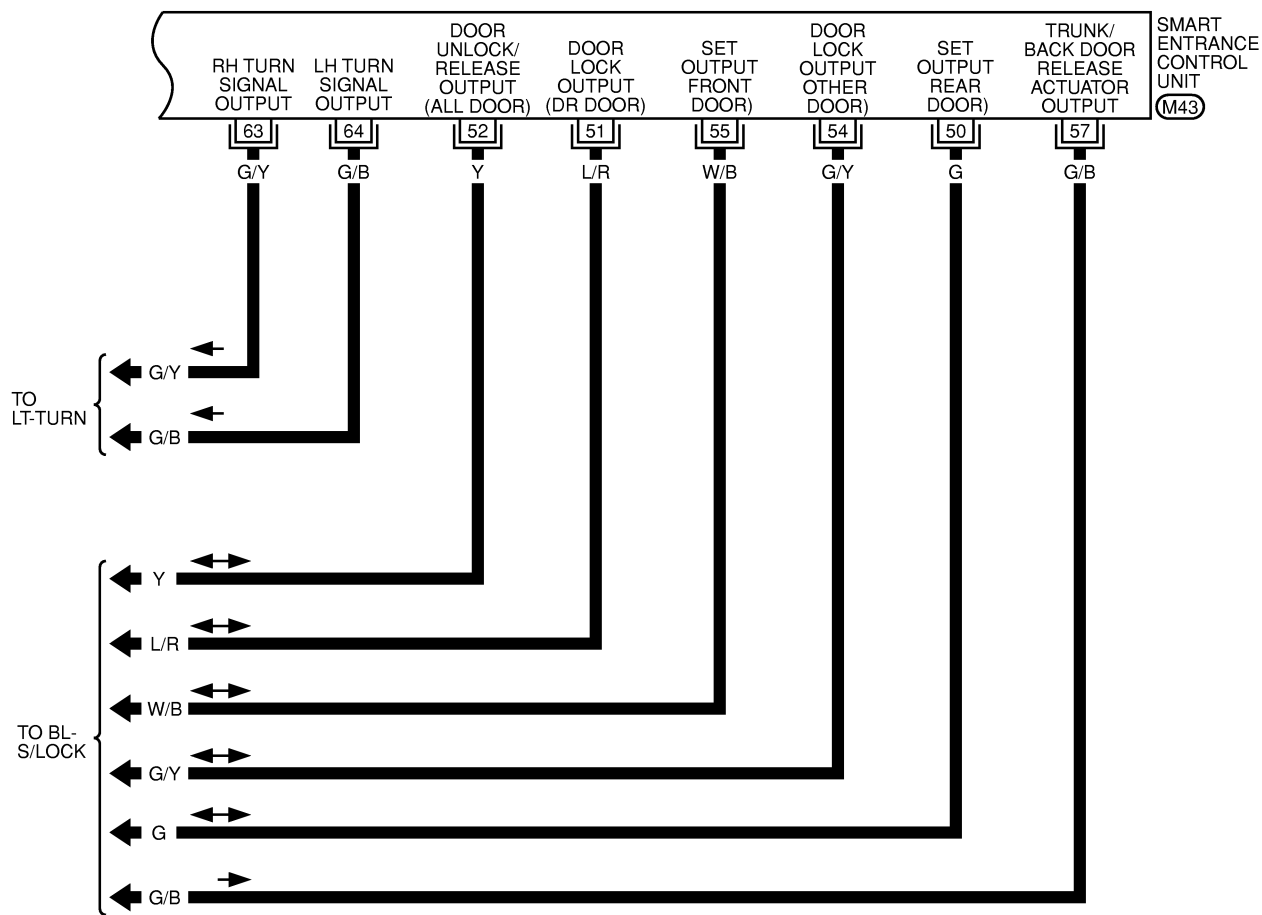 RH TURN
SIGNAL
OUTPUT
LH TURN
SIGNAL
OUTPUT
DOOR
UNLOCK/
RELEASE
OUTPUT
(ALL DOOR)
DOOR
LOCK
OUTPUT
(DR DOOR)
SET
OUTPUT
FRONT
DOOR)
DOOR
LOCK
OUTPUT
OTHER
DOOR)
SET
OUTPUT
REAR
DOOR)
TRUNK/
BACK DOOR
RELEASE
ACTUATOR
OUTPUT
SMART
ENTRANCE
CONTROL
UNIT
M43
63
64
52
51
55
54
50
57
G/Y
G/B
Y
L/R
W/B
G/Y
G
G/B
TO
LT-TURN
G/Y
G/B
TO BL-
S/LOCK
Y
L/R
W/B
G/Y
G
G/B